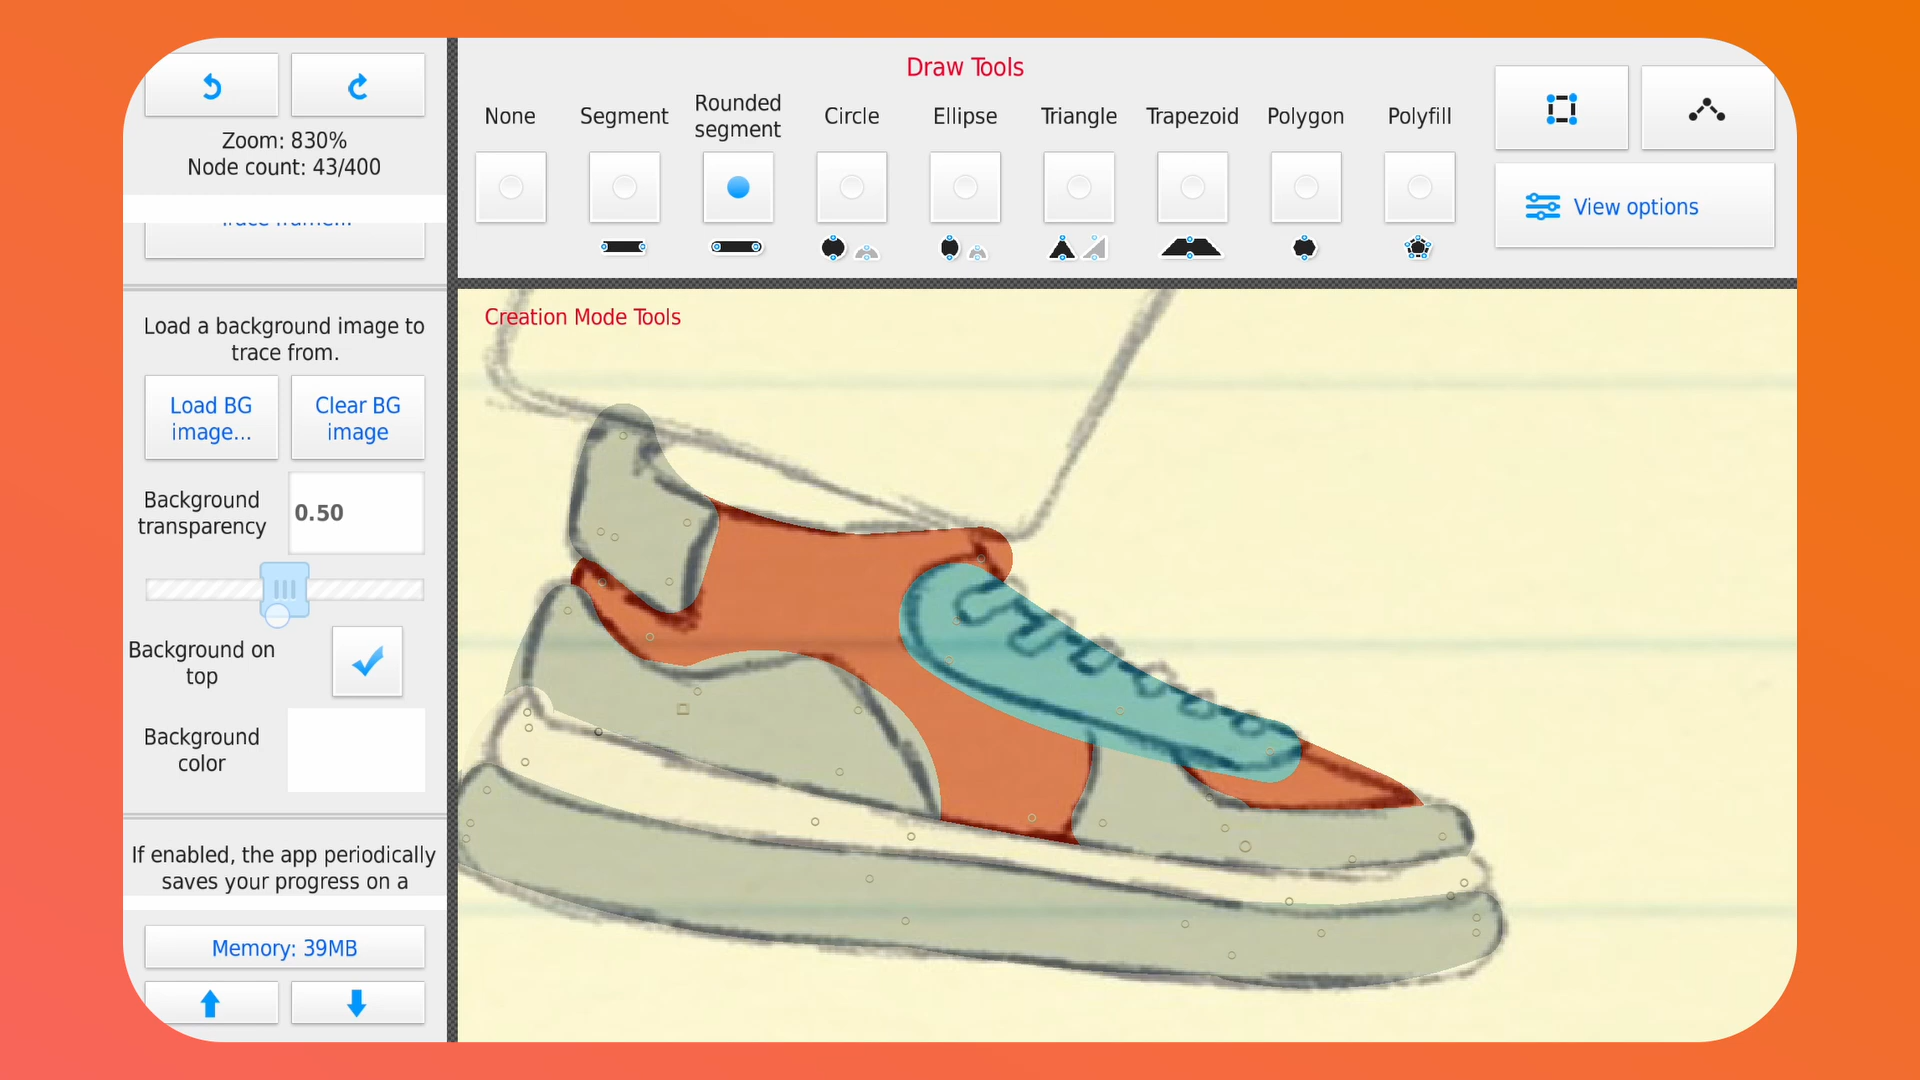 Zoom: 830%
Node count: 43/400
Trace frame...
Load a background image to
trace from.
Load BG
image...
Clear BG
image
Background
transparency
0.50
Background on
top
Background
color
If enabled, the app periodically
saves your progress on a
Memory: 39MB
Draw Tools
None
Segment
Rounded
segment
Circle
Ellipse
Triangle
Trapezoid
Polygon
Polyfill
View options
Creation Mode Tools